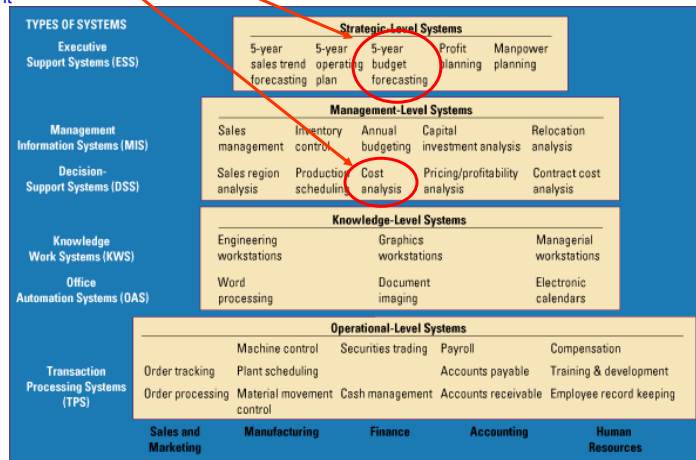 it
TYPES OF SYSTEMS
Strategic-Level Systems
Executive
Support Systems (ESS)
5-year 5-year 5-year Profit Manpower
sales trend operating budget planning planning
forecasting plan forecasting
Management-Level Systems
Management
Information Systems (MIS)
Sales Inventory Annual Capital Relocation
management control budgeting investment analysis analysis
Decision-
Support Systems (DSS)
Sales region Production Cost Pricing/profitability Contract cost
analysis scheduling analysis analysis analysis
Knowledge-Level Systems
Knowledge
Work Systems (KWS)
Engineering Graphics Managerial
workstations workstations workstations
Office
Automation Systems (OAS)
Word Document Electronic
processing imaging calendars
Operational-Level Systems
Machine control Securities trading Payroll Compensation
Transaction
Processing Systems
(TPS)
Order tracking Plant scheduling Accounts payable Training & development
Order processing Material movement Cash management Accounts receivable Employee record keeping
control
Sales and Manufacturing Finance Accounting Human
Marketing Resources